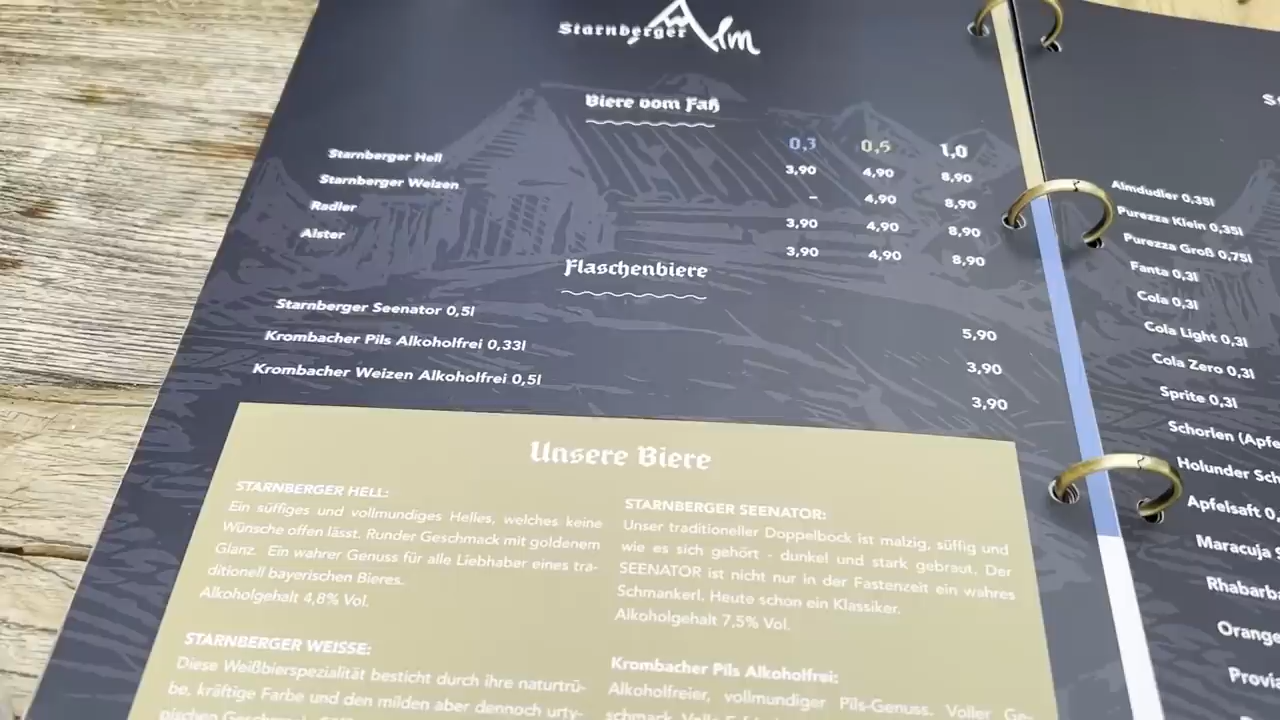 Starnberger Alm
Biere vom Faß
0,3 0,5 1,0
Starnberger Hell 3,90 4,90 8,90
Starnberger Weizen – 4,90 8,90
Radler 3,90 4,90 8,90
Alster 3,90 4,90 8,90
Flaschenbiere
Starnberger Seenator 0,5l 5,90
Krombacher Pils Alkoholfrei 0,33l 3,90
Krombacher Weizen Alkoholfrei 0,5l 3,90
Unsere Biere
STARNBERGER HELL:
Ein süffiges und vollmundiges Helles, welches keine
Wünsche offen lässt. Runder Geschmack mit goldenem
Glanz. Ein wahrer Genuss für alle Liebhaber eines tra-
ditionell bayerischen Bieres.
Alkoholgehalt 4,8% Vol.
STARNBERGER WEISSE:
Diese Weißbierspezialität besticht durch ihre naturtrü-
be, kräftige Farbe und den milden aber dennoch urty-
pischen
STARNBERGER SEENATOR:
Unser traditioneller Doppelbock ist malzig, süffig und
wie es sich gehört - dunkel und stark gebraut. Der
SEENATOR ist nicht nur in der Fastenzeit ein wahres
Schmankerl. Heute schon ein Klassiker.
Alkoholgehalt 7,5% Vol.
Krombacher Pils Alkoholfrei:
Alkoholfreier, vollmundiger Pils-Genuss. Voller Ge-
schmack.
Almdudler 0,35l
Purezza Klein 0,35l
Purezza Groß 0,75l
Fanta 0,3l
Cola 0,3l
Cola Light 0,3l
Cola Zero 0,3l
Sprite 0,3l
Schorlen (Apfe
Holunder Sch
Apfelsaft 0,
Maracuja S
Rhabarba
Orange
Provia